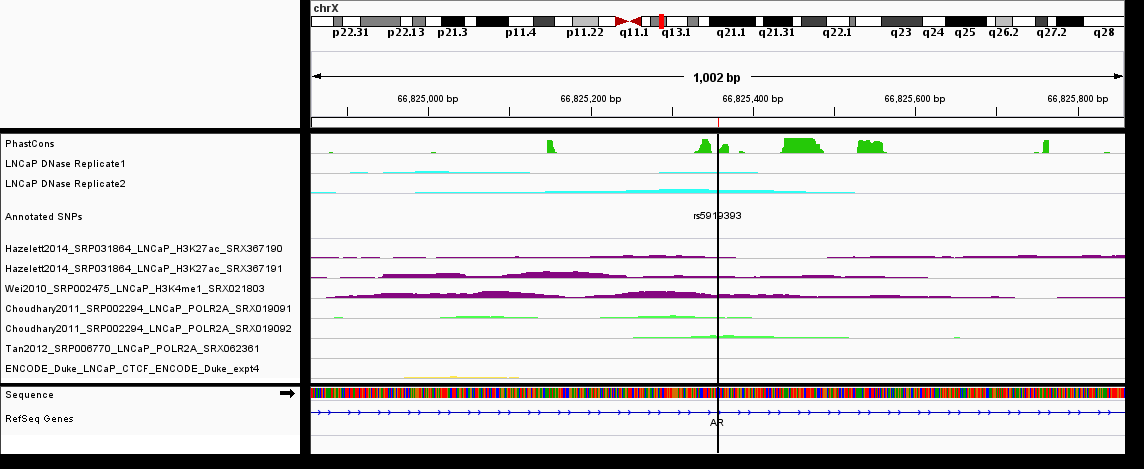 chrX
p22.31 p22.13 p21.3 p11.4 p11.22 q11.1 q13.1 q21.1 q21.31 q22.1 q23 q24 q25 q26.2 q27.2 q28
1,002 bp
66,825,000 bp 66,825,200 bp 66,825,400 bp 66,825,600 bp 66,825,800 bp
PhastCons
LNCaP DNase Replicate1
LNCaP DNase Replicate2
Annotated SNPs
rs5919393
Hazelett2014_SRP031864_LNCaP_H3K27ac_SRX367190
Hazelett2014_SRP031864_LNCaP_H3K27ac_SRX367191
Wei2010_SRP002475_LNCaP_H3K4me1_SRX021803
Choudhary2011_SRP002294_LNCaP_POLR2A_SRX019091
Choudhary2011_SRP002294_LNCaP_POLR2A_SRX019092
Tan2012_SRP006770_LNCaP_POLR2A_SRX062361
ENCODE_Duke_LNCaP_CTCF_ENCODE_Duke_expt4
Sequence
RefSeq Genes
AR